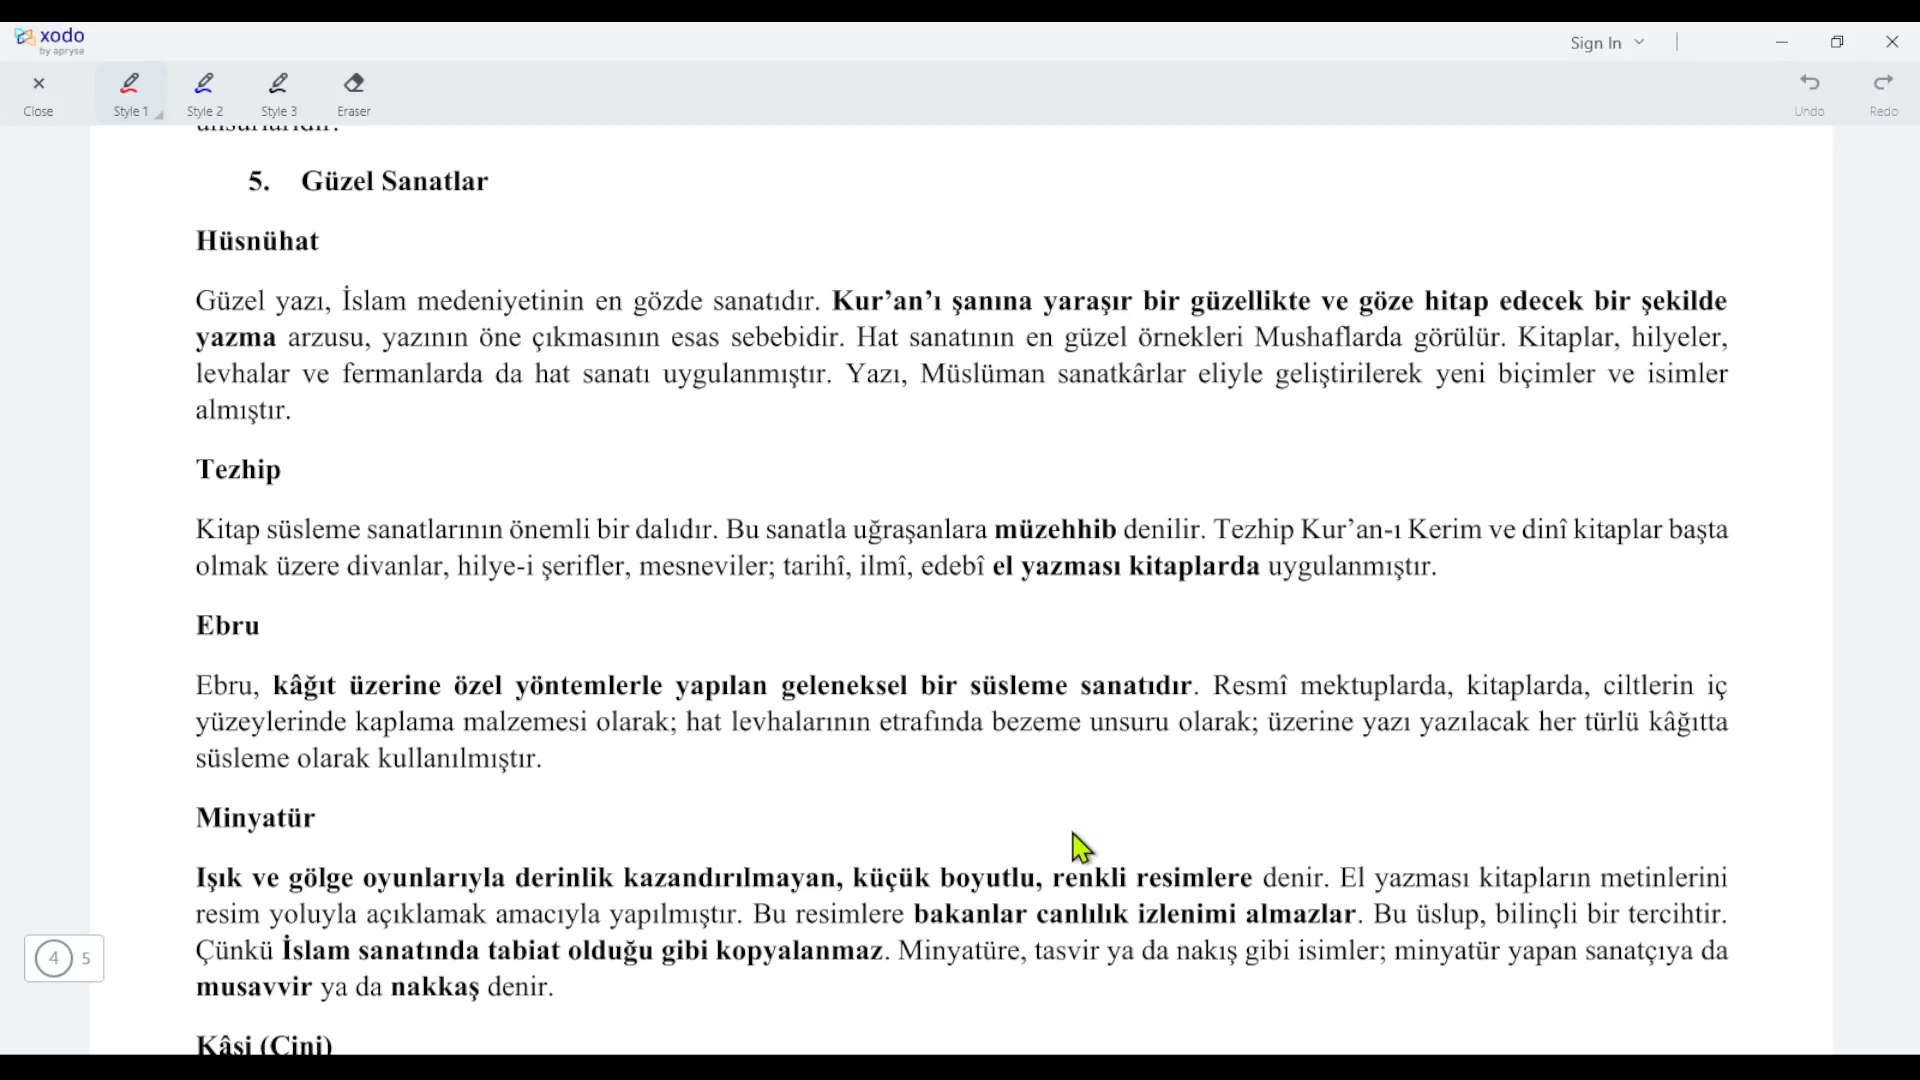 xodo
by apryse
Sign In
Close
Style 1
Style 2
Style 3
Eraser
Undo
Redo
unsurlarıdır.
5. Güzel Sanatlar
Hüsnühat
Güzel yazı, İslam medeniyetinin en gözde sanatıdır. Kur’an’ı şanına yaraşır bir güzellikte ve göze hitap edecek bir şekilde
yazma arzusu, yazının öne çıkmasının esas sebebidir. Hat sanatının en güzel örnekleri Mushaflarda görülür. Kitaplar, hilyeler,
levhalar ve fermanlarda da hat sanatı uygulanmıştır. Yazı, Müslüman sanatkârlar eliyle geliştirilerek yeni biçimler ve isimler
almıştır.
Tezhip
Kitap süsleme sanatlarının önemli bir dalıdır. Bu sanatla uğraşanlara müzehhib denilir. Tezhip Kur’an-ı Kerim ve dinî kitaplar başta
olmak üzere divanlar, hilye-i şerifler, mesneviler; tarihî, ilmî, edebî el yazması kitaplarda uygulanmıştır.
Ebru
Ebru, kâğıt üzerine özel yöntemlerle yapılan geleneksel bir süsleme sanatıdır. Resmî mektuplarda, kitaplarda, ciltlerin iç
yüzeylerinde kaplama malzemesi olarak; hat levhalarının etrafında bezeme unsuru olarak; üzerine yazı yazılacak her türlü kâğıtta
süsleme olarak kullanılmıştır.
Minyatür
Işık ve gölge oyunlarıyla derinlik kazandırılmayan, küçük boyutlu, renkli resimlere denir. El yazması kitapların metinlerini
resim yoluyla açıklamak amacıyla yapılmıştır. Bu resimlere bakanlar canlılık izlenimi almazlar. Bu üslup, bilinçli bir tercihtir.
Çünkü İslam sanatında tabiat olduğu gibi kopyalanmaz. Minyatüre, tasvir ya da nakış gibi isimler; minyatür yapan sanatçıya da
musavvir ya da nakkaş denir.
4 5
Kâşi (Çini)